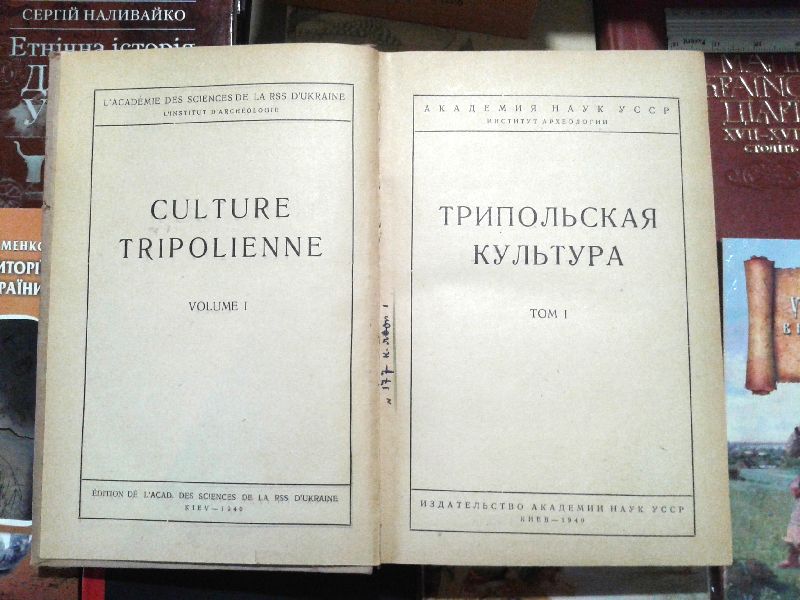 СЕРГІЙ НАЛИВАЙКО
Етнічна історія
L'ACADÉMIE DES SCIENCES DE LA RSS D'UKRAINE
L'INSTITUT D'ARCHÉOLOGIE
CULTURE
TRIPOLIENNE
VOLUME I
ÉDITION DE L'ACAD. DES SCIENCES DE LA RSS D'UKRAINE
KIEV—1940
АКАДЕМИЯ НАУК УССР
ИНСТИТУТ АРХЕОЛОГИИ
ТРИПОЛЬСКАЯ
КУЛЬТУРА
ТОМ I
ИЗДАТЕЛЬСТВО АКАДЕМИИ НАУК УССР
КИЕВ—1940
№ 177